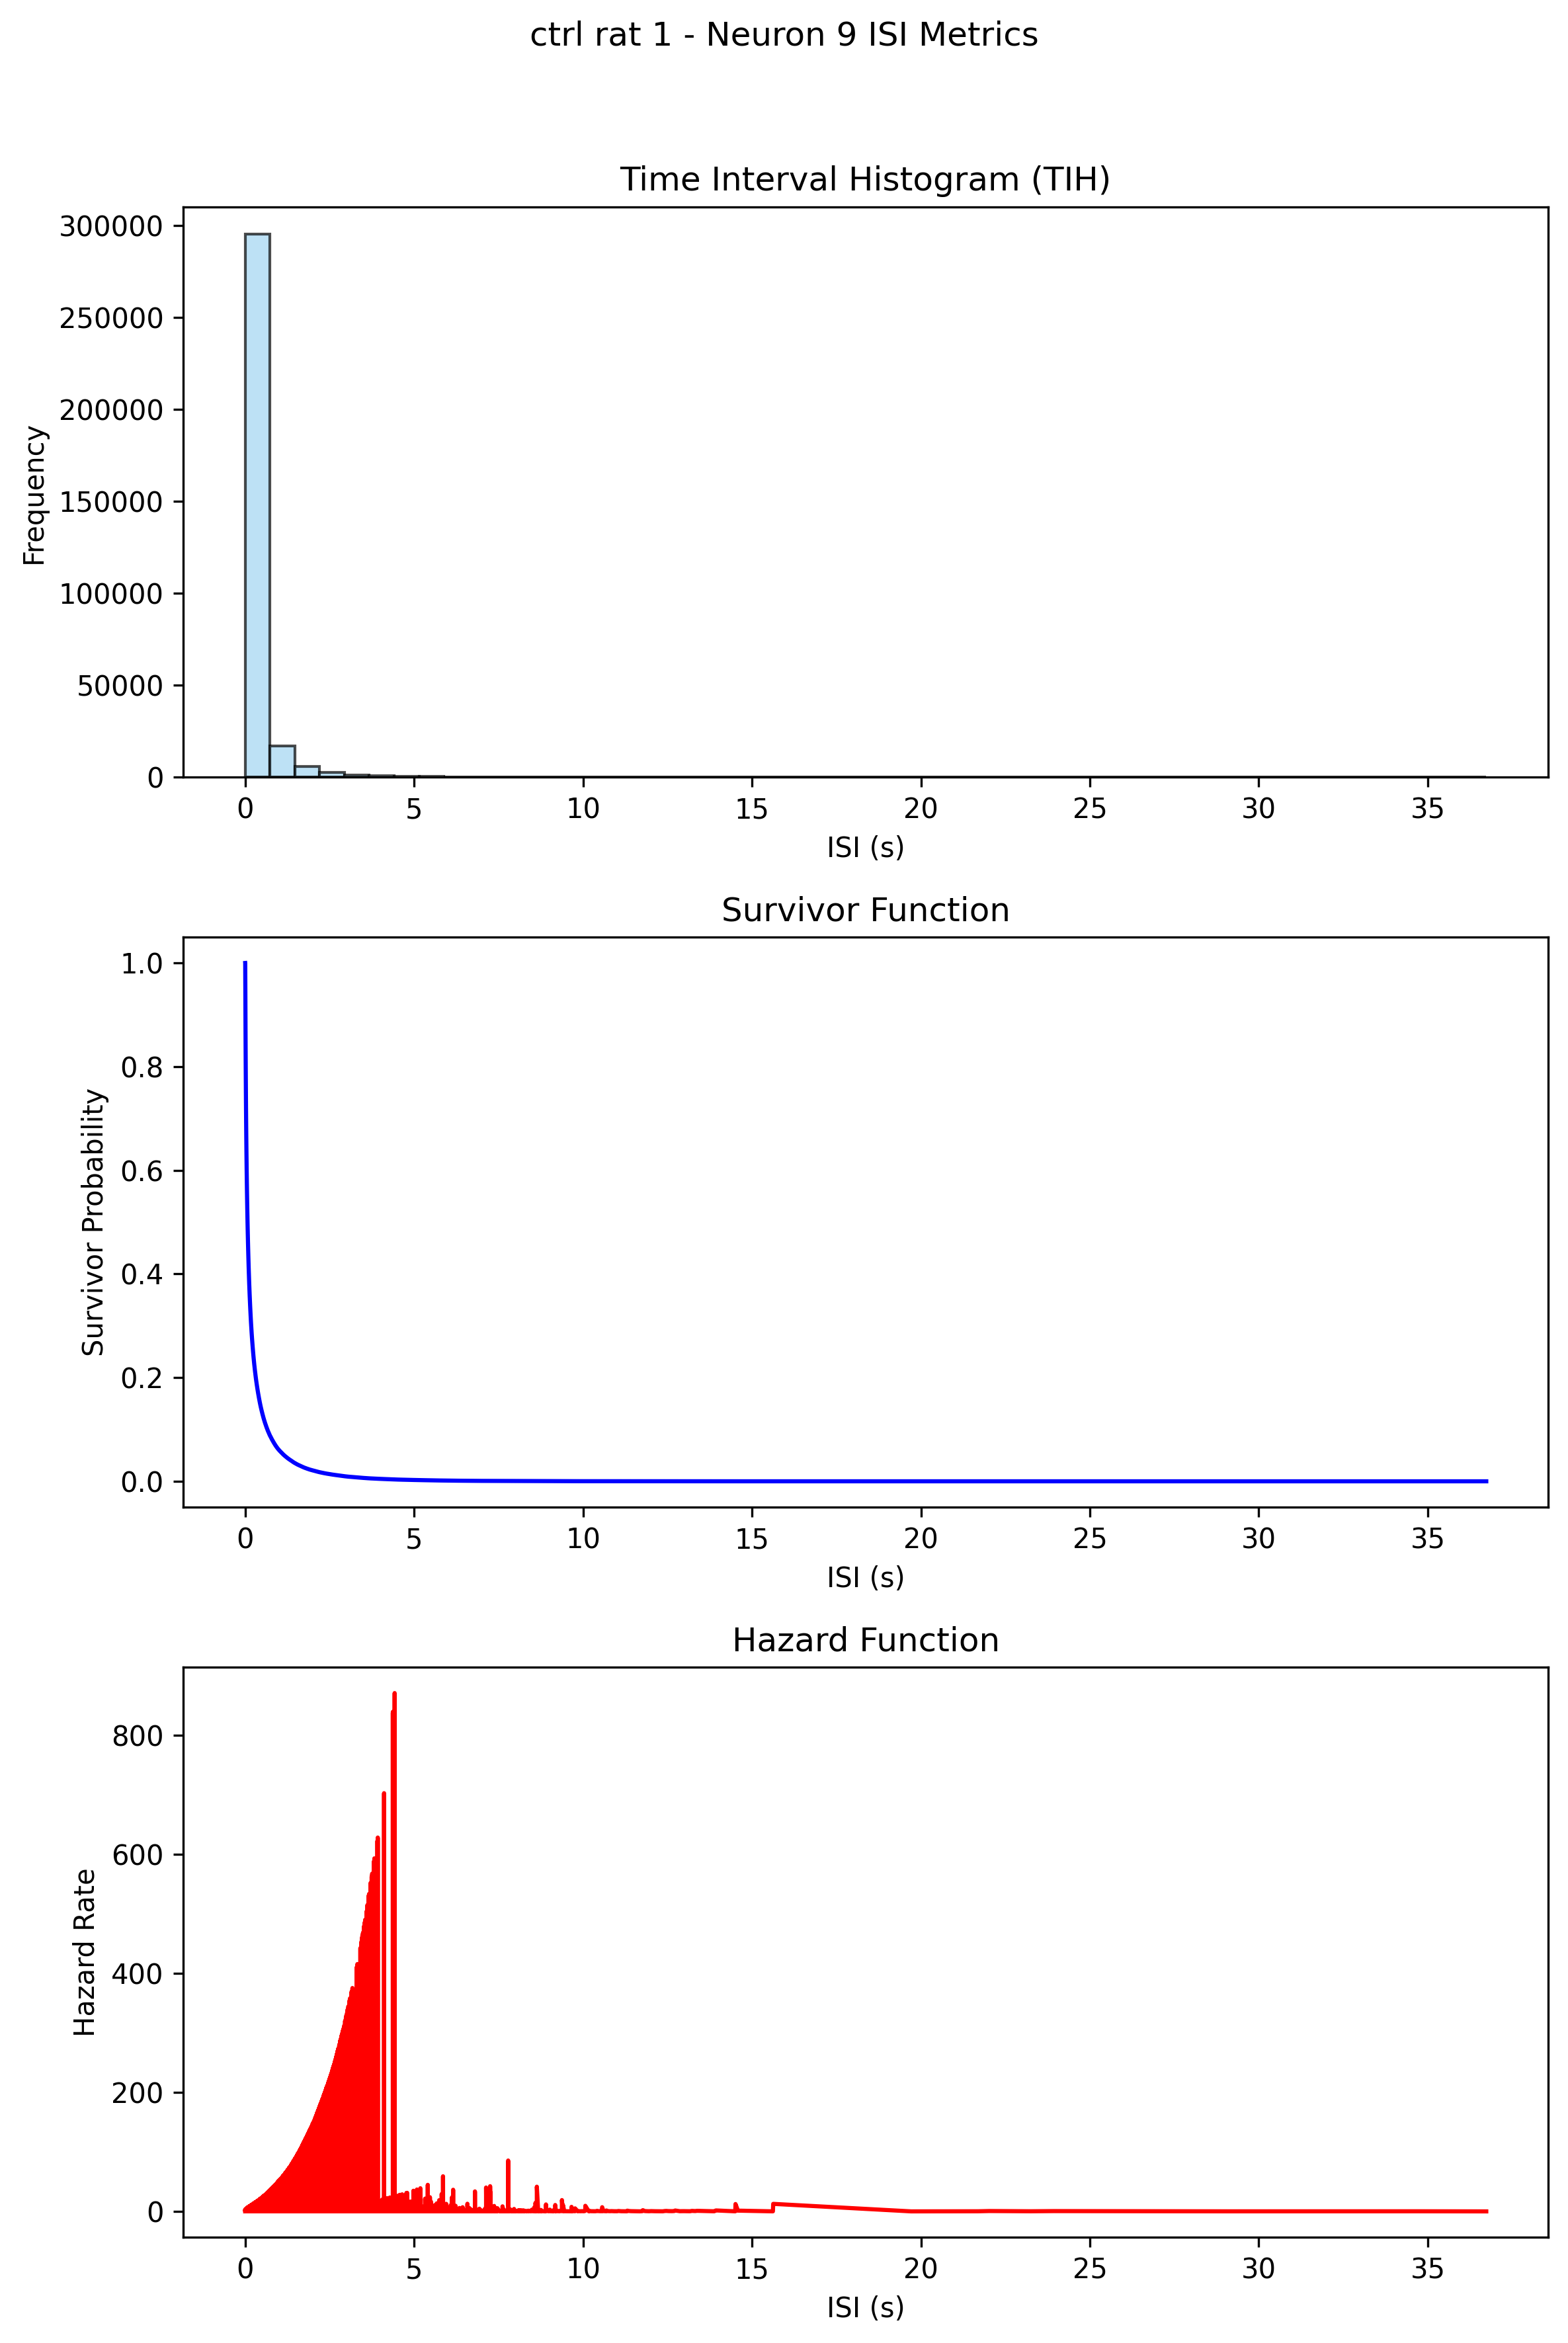 ctrl rat 1 - Neuron 9 ISI Metrics
Time Interval Histogram (TIH)
300000
250000
200000
150000
100000
50000
0
Frequency
0 5 10 15 20 25 30 35
ISI (s)
Survivor Function
1.0
0.8
0.6
0.4
0.2
0.0
Survivor Probability
0 5 10 15 20 25 30 35
ISI (s)
Hazard Function
800
600
400
200
0
Hazard Rate
0 5 10 15 20 25 30 35
ISI (s)